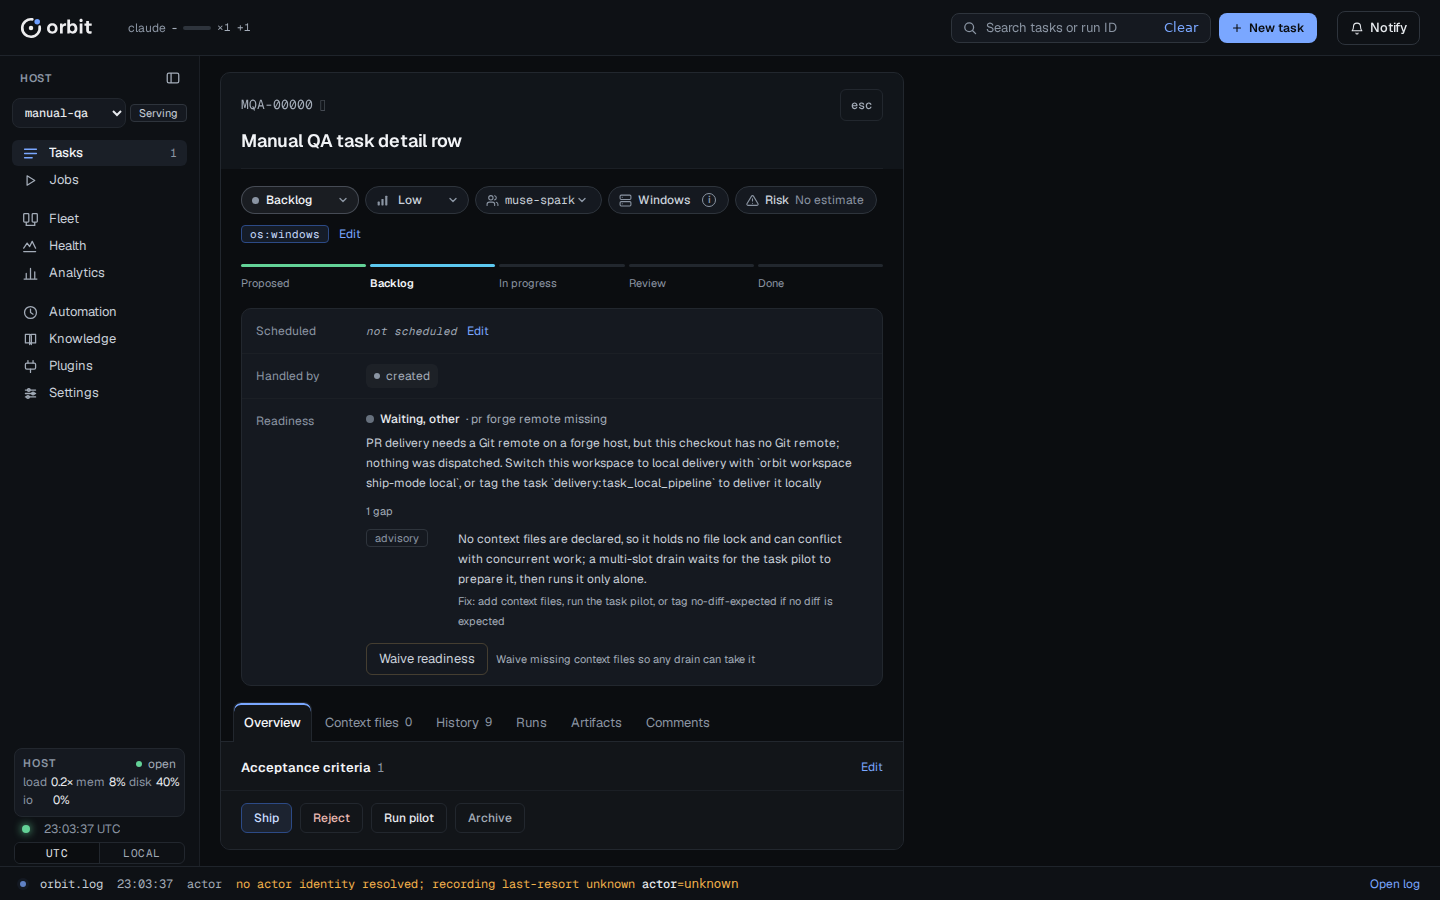 orbit
claude - ×1 +1
Search tasks or run ID
Clear
+ New task
Notify
HOST
manual-qa
Serving
Tasks 1
Jobs
Fleet
Health
Analytics
Automation
Knowledge
Plugins
Settings
HOST open
load 0.2× mem 8% disk 40%
io 0%
23:03:37 UTC
UTC LOCAL
MQA-00000
esc
Manual QA task detail row
Backlog
Low
muse-spark
Windows
Risk No estimate
os:windows Edit
Proposed
Backlog
In progress
Review
Done
Scheduled not scheduled Edit
Handled by created
Readiness Waiting, other · pr forge remote missing
PR delivery needs a Git remote on a forge host, but this checkout has no Git remote;
nothing was dispatched. Switch this workspace to local delivery with `orbit workspace
ship-mode local`, or tag the task `delivery:task_local_pipeline` to deliver it locally
1 gap
advisory
No context files are declared, so it holds no file lock and can conflict
with concurrent work; a multi-slot drain waits for the task pilot to
prepare it, then runs it only alone.
Fix: add context files, run the task pilot, or tag no-diff-expected if no diff is
expected
Waive readiness Waive missing context files so any drain can take it
Overview
Context files 0
History 9
Runs
Artifacts
Comments
Acceptance criteria 1
Edit
Ship
Reject
Run pilot
Archive
orbit.log 23:03:37 actor no actor identity resolved; recording last-resort unknown actor=unknown
Open log